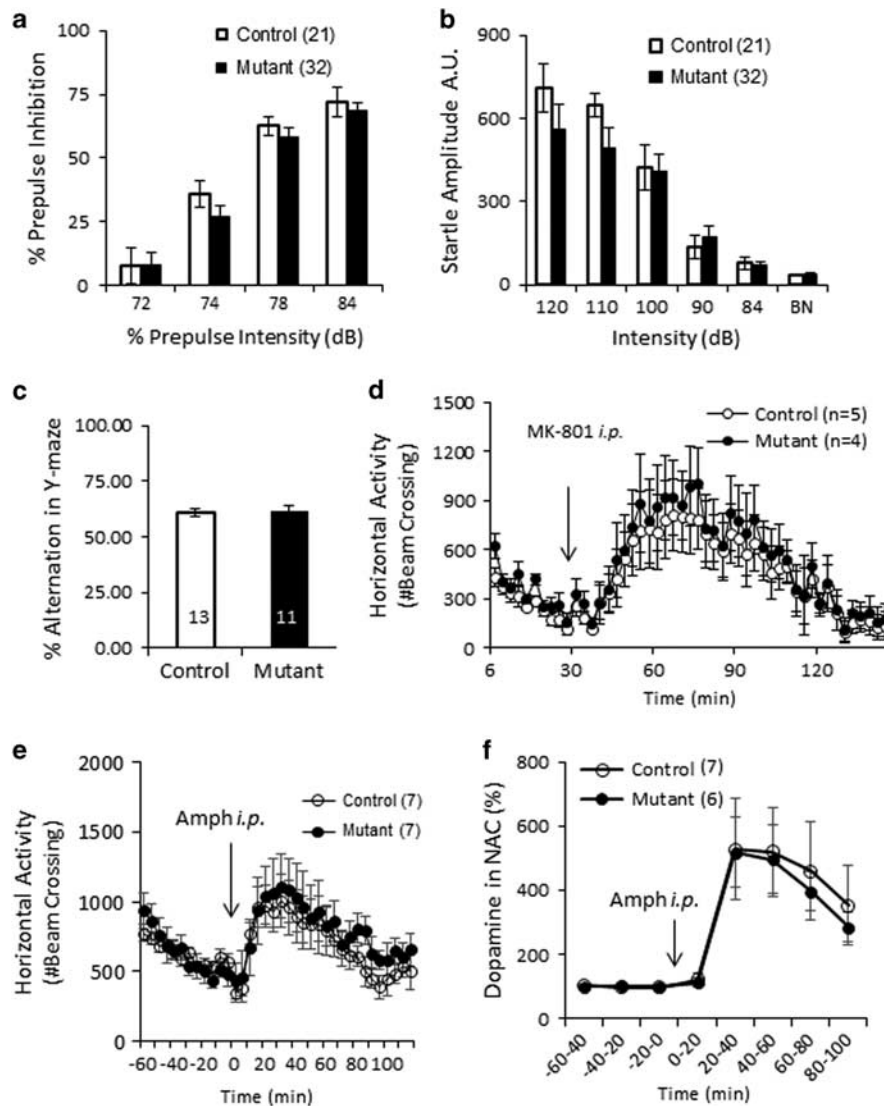 a
100
75
50
25
0
% Prepulse Inhibition
Control (21)
Mutant (32)
72 74 78 84
% Prepulse Intensity (dB)
b
900
600
300
0
Startle Amplitude A.U.
Control (21)
Mutant (32)
120 110 100 90 84 BN
Intensity (dB)
c
100.00
75.00
50.00
25.00
0.00
% Alternation in Y-maze
13
11
Control Mutant
d
1500
1200
900
600
300
0
Horizontal Activity
(#Beam Crossing)
MK-801 i.p.
Control (n=5)
Mutant (n=4)
6 30 60 90 120
Time (min)
e
2000
1500
1000
500
0
Horizontal Activity
(#Beam Crossing)
Amph i.p.
Control (7)
Mutant (7)
-60 -40 -20 0 20 40 60 80 100
Time (min)
f
800
600
400
200
0
Dopamine in NAC (%)
Control (7)
Mutant (6)
Amph i.p.
-60-40 -40-20 -20-0 0-20 20-40 40-60 60-80 80-100
Time (min)